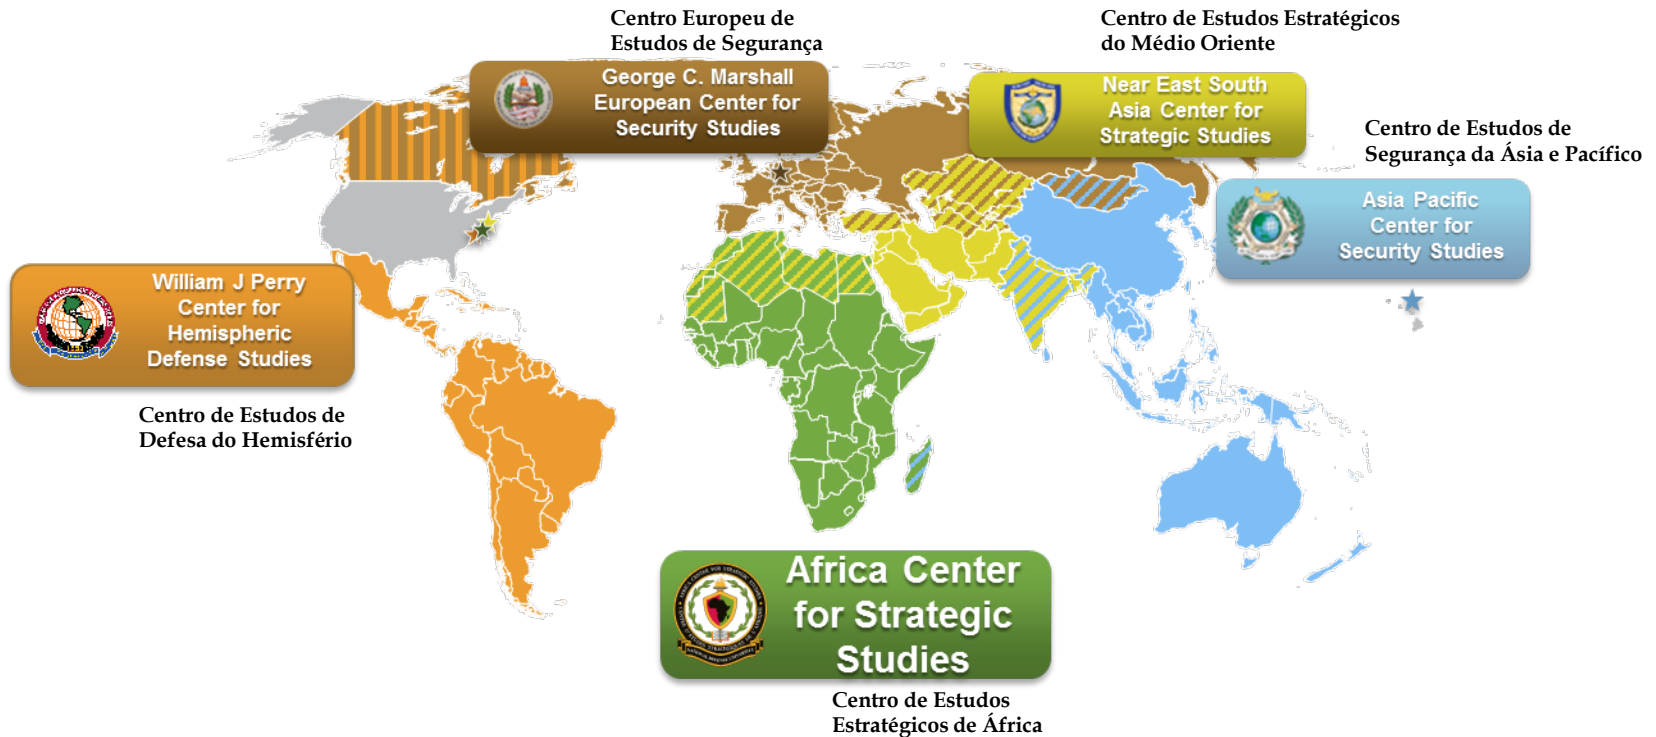 Centro Europeu de
Estudos de Segurança
George C. Marshall
European Center for
Security Studies
Centro de Estudos Estratégicos
do Médio Oriente
Near East South
Asia Center for
Strategic Studies
Centro de Estudos de
Segurança da Ásia e Pacífico
Asia Pacific
Center for
Security Studies
William J Perry
Center for
Hemispheric
Defense Studies
Centro de Estudos de
Defesa do Hemisfério
Africa Center
for Strategic
Studies
Centro de Estudos
Estratégicos de África